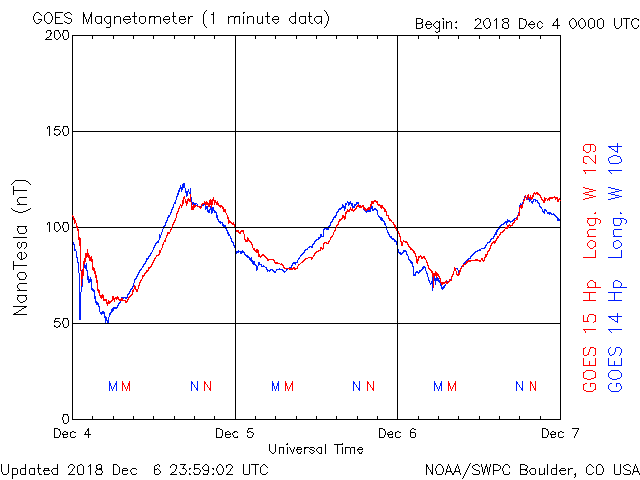 GOES Magnetometer (1 minute data)
Begin: 2018 Dec 4 0000 UTC
200
150
100
50
0
NanoTesla (nT)
M M N N M M N N M M N N
Dec 4 Dec 5 Dec 6 Dec 7
Universal Time
GOES 15 Hp Long. W 129
GOES 14 Hp Long. W 104
Updated 2018 Dec 6 23:59:02 UTC
NOAA/SWPC Boulder, CO USA